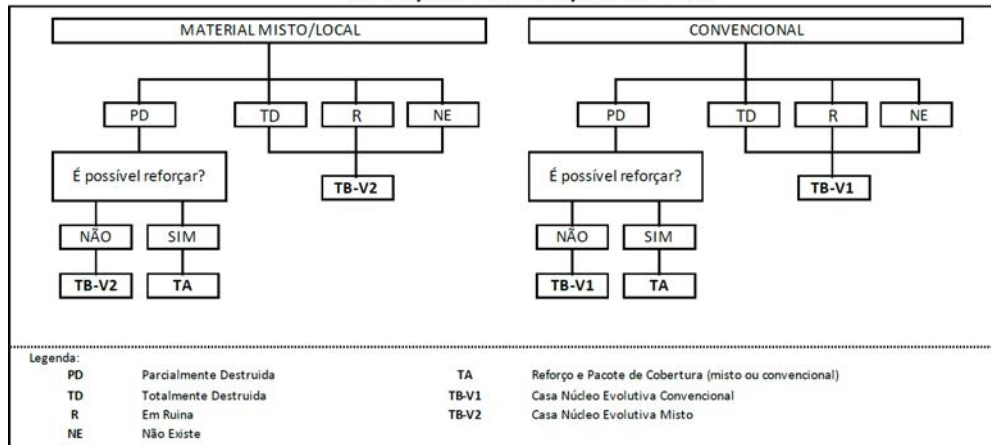 MATERIAL MISTO/LOCAL
CONVENCIONAL
PD TD R NE
PD TD R NE
É possível reforçar?
TB-V2
É possível reforçar?
TB-V1
NÃO SIM
NÃO SIM
TB-V2 TA
TB-V1 TA
Legenda:
PD Parcialmente Destruida
TD Totalmente Destruida
R Em Ruina
NE Não Existe
TA Reforço e Pacote de Cobertura (misto ou convencional)
TB-V1 Casa Núcleo Evolutiva Convencional
TB-V2 Casa Núcleo Evolutiva Misto